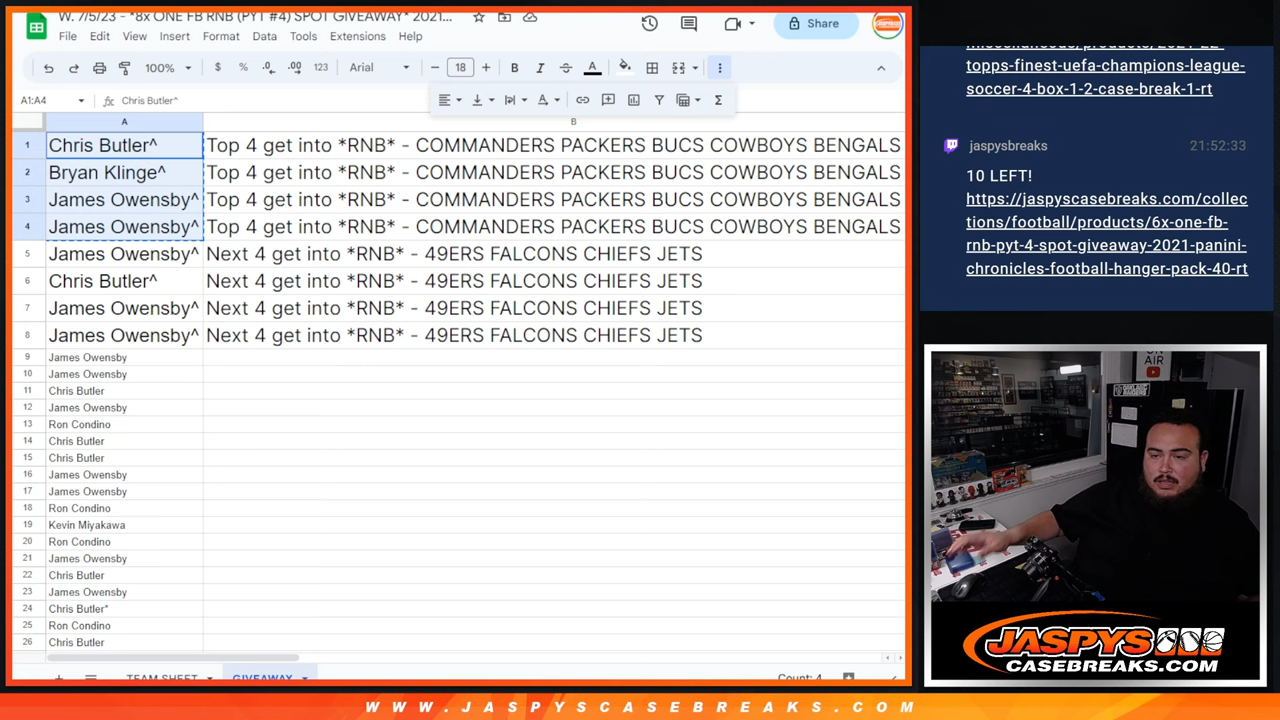 W. 7/5/23 - *8x ONE FB RNB (PYT #4) SPOT GIVEAWAY* 2021...
File Edit View Insert Format Data Tools Extensions Help
Share
100% $ % .0 .00 123 Arial - 18 + B I A
A1:A4 fx Chris Butler^
A B
1 Chris Butler^ Top 4 get into *RNB* - COMMANDERS PACKERS BUCS COWBOYS BENGALS
2 Bryan Klinge^ Top 4 get into *RNB* - COMMANDERS PACKERS BUCS COWBOYS BENGALS
3 James Owensby^ Top 4 get into *RNB* - COMMANDERS PACKERS BUCS COWBOYS BENGALS
4 James Owensby^ Top 4 get into *RNB* - COMMANDERS PACKERS BUCS COWBOYS BENGALS
5 James Owensby^ Next 4 get into *RNB* - 49ERS FALCONS CHIEFS JETS
6 Chris Butler^ Next 4 get into *RNB* - 49ERS FALCONS CHIEFS JETS
7 James Owensby^ Next 4 get into *RNB* - 49ERS FALCONS CHIEFS JETS
8 James Owensby^ Next 4 get into *RNB* - 49ERS FALCONS CHIEFS JETS
9 James Owensby
10 James Owensby
11 Chris Butler
12 James Owensby
13 Ron Condino
14 Chris Butler
15 Chris Butler
16 James Owensby
17 James Owensby
18 Ron Condino
19 Kevin Miyakawa
20 Ron Condino
21 James Owensby
22 Chris Butler
23 James Owensby
24 Chris Butler*
25 Ron Condino
26 Chris Butler
TEAM SHEET GIVEAWAY Count: 4
miscellaneous/products/2021-22-
topps-finest-uefa-champions-league-
soccer-4-box-1-2-case-break-1-rt
jaspysbreaks 21:52:33
10 LEFT!
https://jaspyscasebreaks.com/collec
tions/football/products/6x-one-fb-
rnb-pyt-4-spot-giveaway-2021-panini-
chronicles-football-hanger-pack-40-rt
ON
AIR
JASPYS
CASEBREAKS.COM
WWW.JASPYSCASEBREAKS.COM